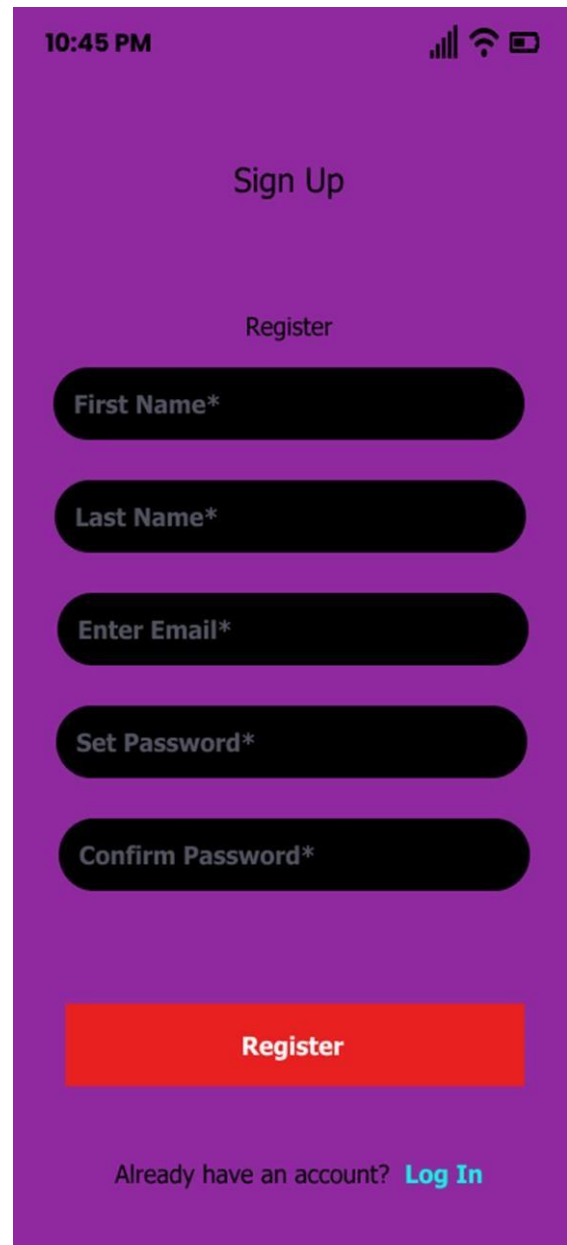 10:45 PM
Sign Up
Register
First Name*
Last Name*
Enter Email*
Set Password*
Confirm Password*
Register
Already have an account? Log In